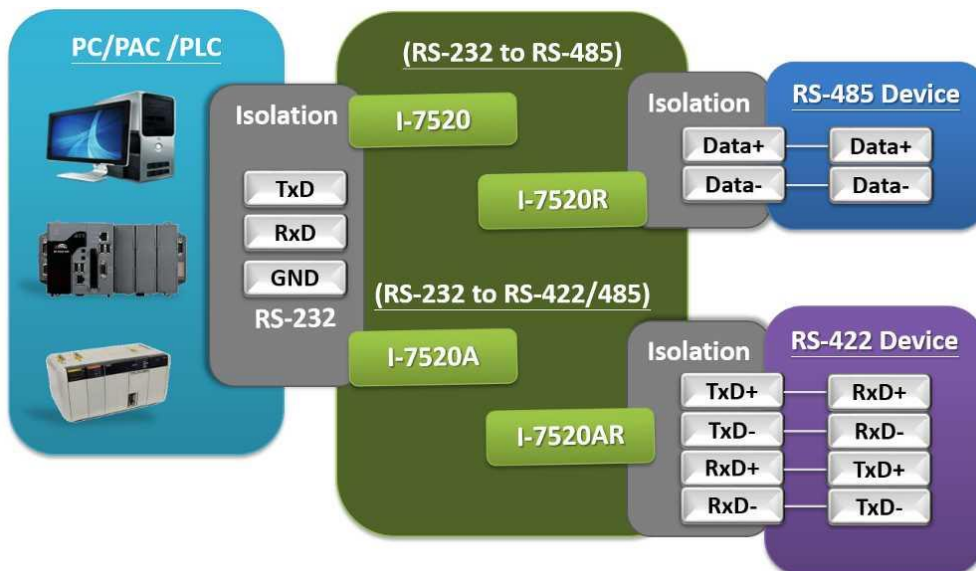 PC/PAC /PLC
Isolation
TxD
RxD
GND
RS-232
(RS-232 to RS-485)
I-7520
I-7520R
(RS-232 to RS-422/485)
I-7520A
I-7520AR
Isolation
Data+
Data-
RS-485 Device
Data+
Data-
Isolation
TxD+
TxD-
RxD+
RxD-
RS-422 Device
RxD+
RxD-
TxD+
TxD-